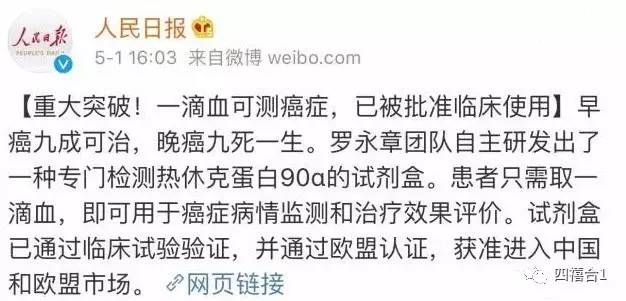 人民日报
人民日报
PEOPLE'S DAILY
5-1 16:03 来自微博 weibo.com
【重大突破！一滴血可测癌症，已被批准临床使用】早
癌九成可治，晚癌九死一生。罗永章团队自主研发出了
一种专门检测热休克蛋白90α的试剂盒。患者只需取一
滴血，即可用于癌症病情监测和治疗效果评价。试剂盒
已通过临床试验验证，并通过欧盟认证，获准进入中国
和欧盟市场。 网页链接
四禧台1